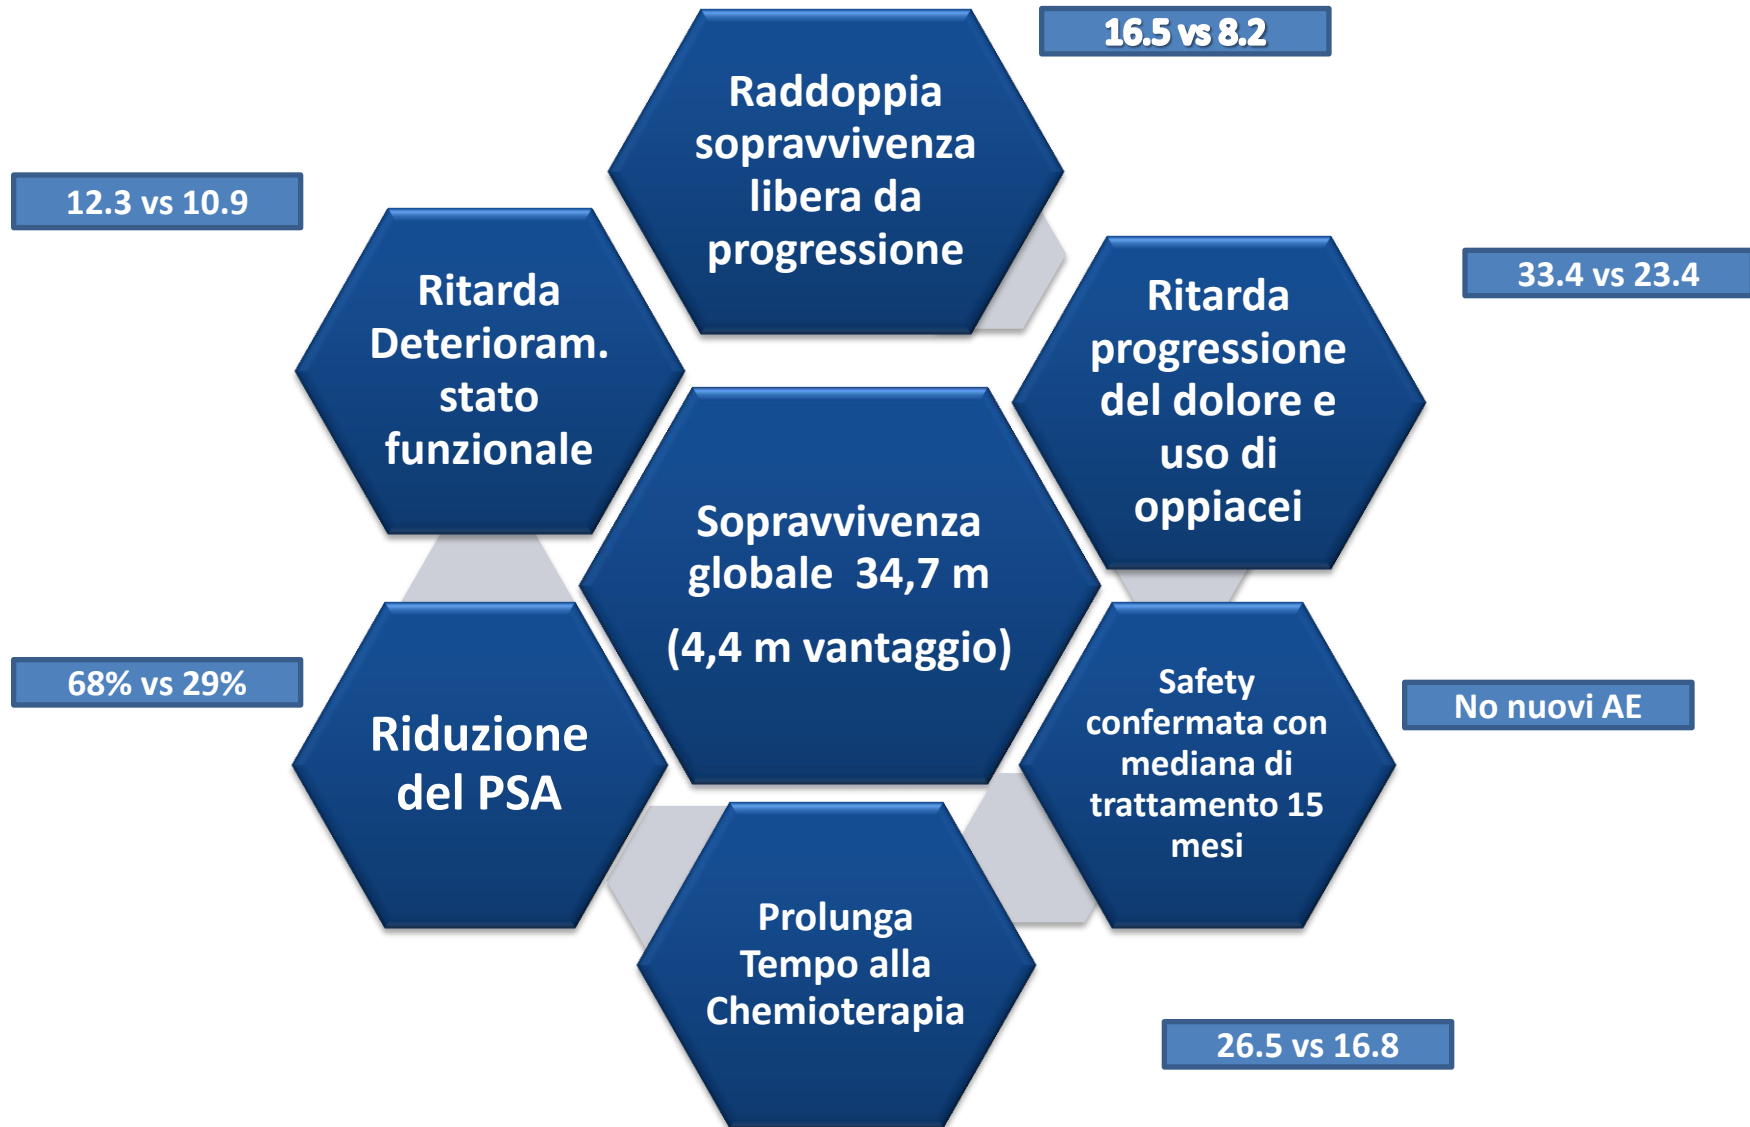 16.5 vs 8.2
Raddoppia
sopravvivenza
libera da
progressione
12.3 vs 10.9
Ritarda
Deterioram.
stato
funzionale
33.4 vs 23.4
Ritarda
progressione
del dolore e
uso di
oppiacei
Sopravvivenza
globale 34,7 m
(4,4 m vantaggio)
68% vs 29%
Riduzione
del PSA
No nuovi AE
Safety
confermata con
mediana di
trattamento 15
mesi
Prolunga
Tempo alla
Chemioterapia
26.5 vs 16.8